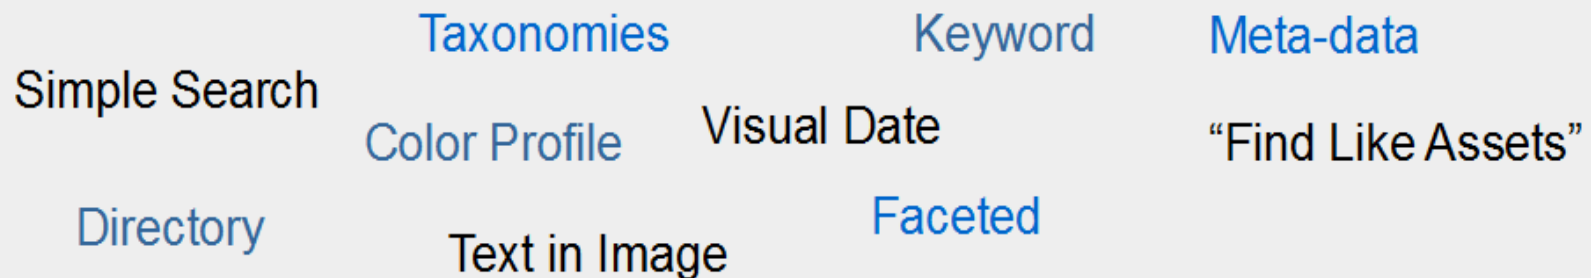 Taxonomies
Keyword
Meta-data
Simple Search
Color Profile
Visual Date
“Find Like Assets”
Directory
Text in Image
Faceted